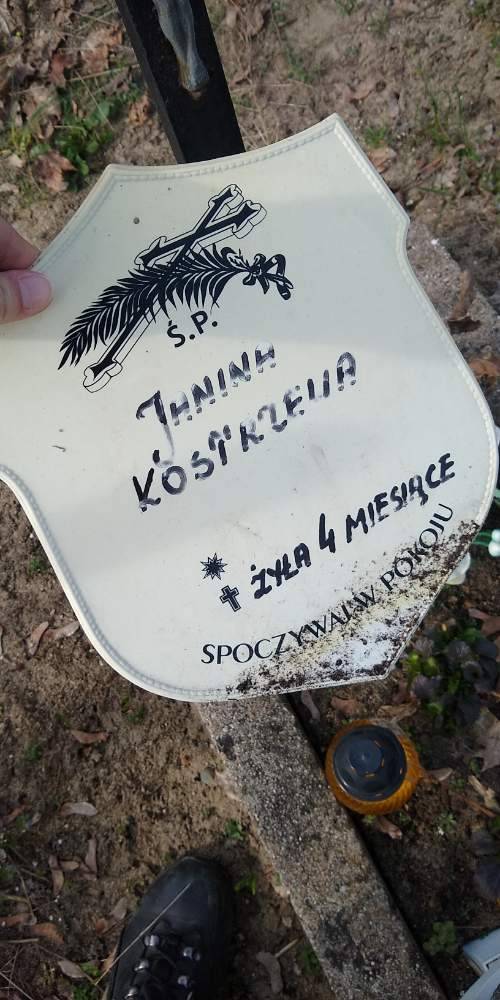 Ś.P.
JANINA
KOSTRZEWA
ŻYŁA 4 MIESIĄCE
SPOCZYWAJ W POKOJU